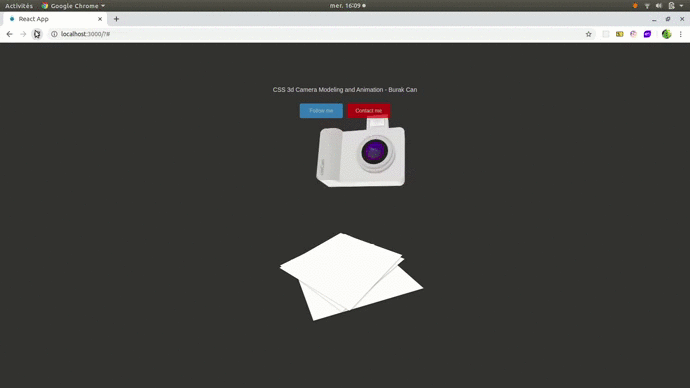 Activités Google Chrome mer. 16:09
React App
localhost:3000/?#
CSS 3d Camera Modeling and Animation - Burak Can
Follow me Contact me